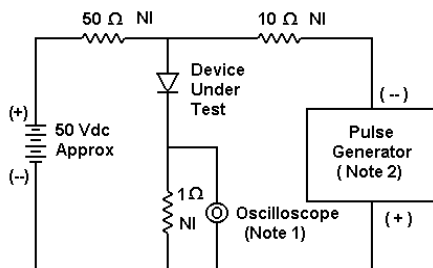 50 Ω NI
10 Ω NI
Device
Under
Test
(+)
50 Vdc
Approx
(--)
1Ω
NI
Oscilloscope
(Note 1)
(--)
Pulse
Generator
(Note 2)
(+)